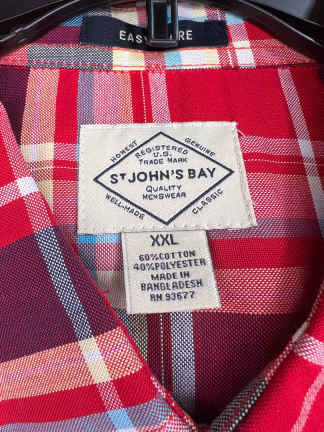 EASY CARE
HONEST GENUINE
REGISTERED
U.S.
TRADE MARK
ST JOHN'S BAY
QUALITY
MENSWEAR
WELL-MADE CLASSIC
XXL
60%COTTON
40%POLYESTER
MADE IN
BANGLADESH
RN 93677